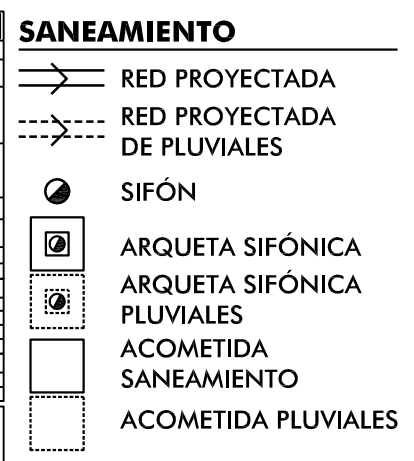 SANEAMIENTO
RED PROYECTADA
RED PROYECTADA
DE PLUVIALES
SIFÓN
ARQUETA SIFÓNICA
ARQUETA SIFÓNICA
PLUVIALES
ACOMETIDA
SANEAMIENTO
ACOMETIDA PLUVIALES